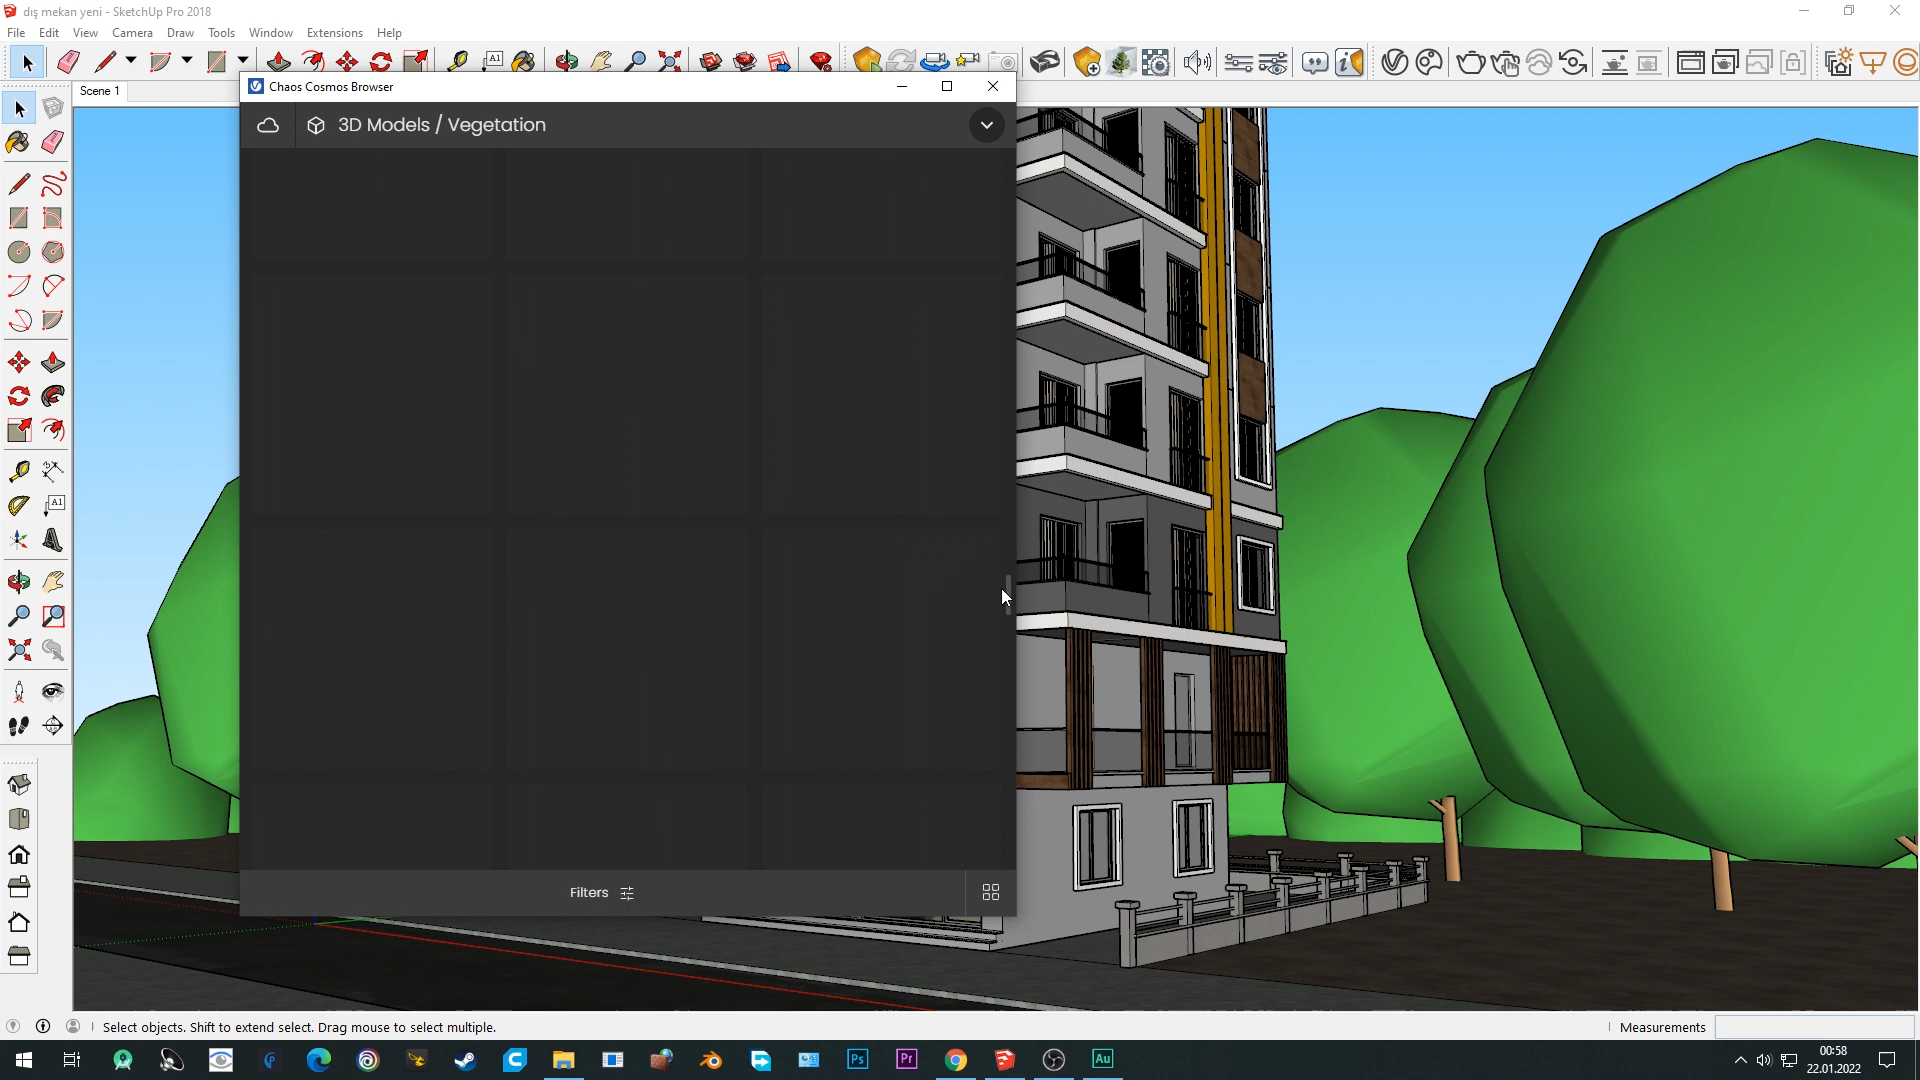 dış mekan yeni - SketchUp Pro 2018
File Edit View Camera Draw Tools Window Extensions Help
A1
Scene 1
Chaos Cosmos Browser
3D Models / Vegetation
A1
Filters
Select objects. Shift to extend select. Drag mouse to select multiple.
Measurements
Ps
Pr
Au
00:58
22.01.2022